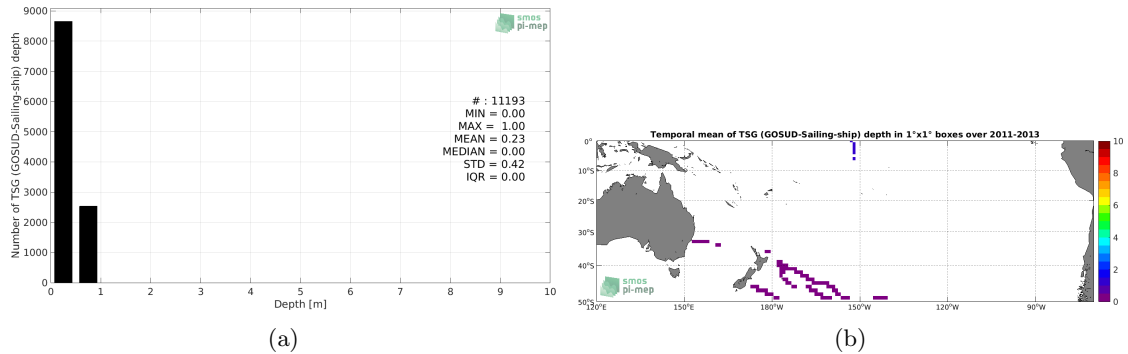 9000
8000
7000
6000
5000
4000
3000
2000
1000
0
Number of TSG (GOSUD-Sailing-ship) depth
smos
pi-mep
# : 11193
MIN = 0.00
MAX = 1.00
MEAN = 0.23
MEDIAN = 0.00
STD = 0.42
IQR = 0.00
0 1 2 3 4 5 6 7 8 9 10
Depth [m]
(a)
Temporal mean of TSG (GOSUD-Sailing-ship) depth in 1°x1° boxes over 2011-2013
0°
10°S
20°S
30°S
40°S
50°S
120°E 150°E 180°W 150°W 120°W 90°W
smos
pi-mep
10
8
6
4
2
0
(b)